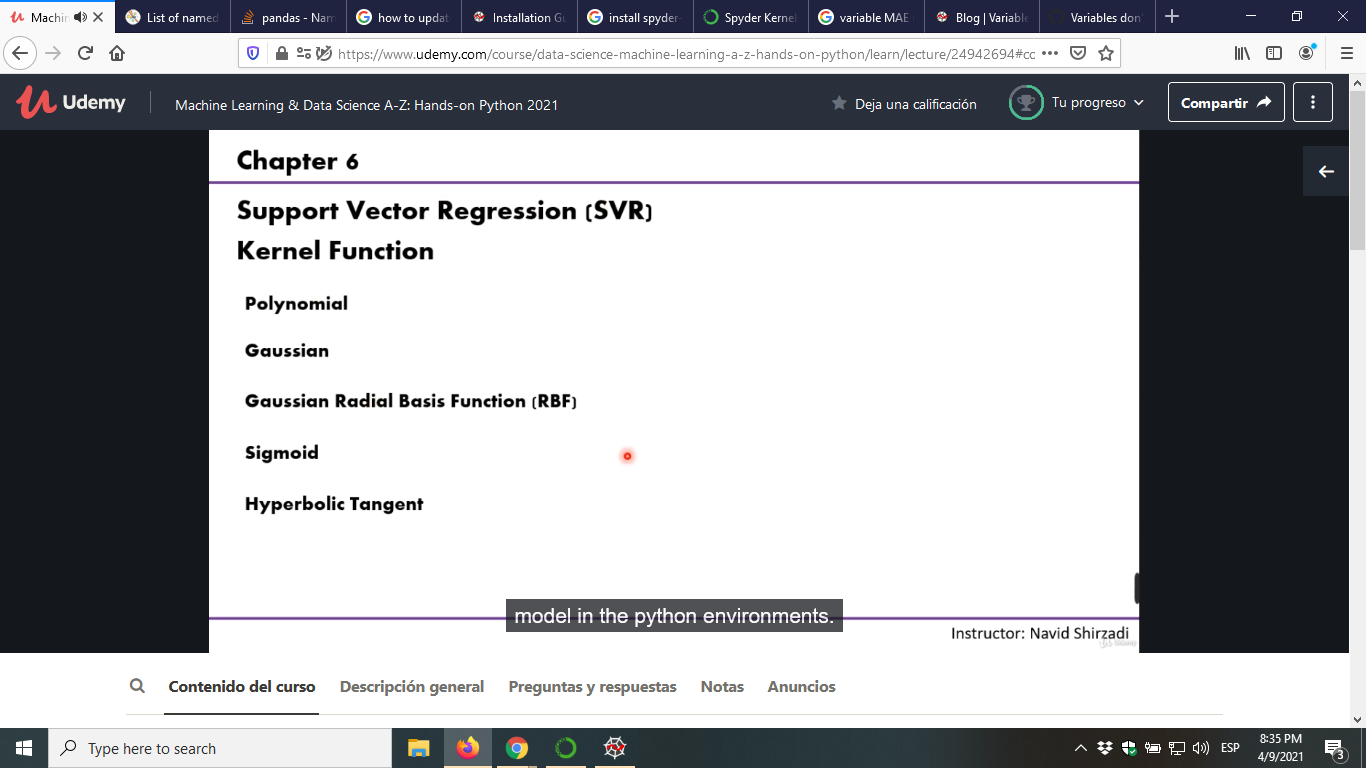 Machin
List of named
pandas - Nam
how to updat
Installation Gu
install spyder-
Spyder Kernel
variable MAE
Blog | Variable
Variables don'
https://www.udemy.com/course/data-science-machine-learning-a-z-hands-on-python/learn/lecture/24942694#cc
Udemy
Machine Learning & Data Science A-Z: Hands-on Python 2021
Deja una calificación
Tu progreso
Compartir
Chapter 6
Support Vector Regression (SVR)
Kernel Function
Polynomial
Gaussian
Gaussian Radial Basis Function (RBF)
Sigmoid
Hyperbolic Tangent
model in the python environments.
Instructor: Navid Shirzadi
Udemy
Contenido del curso
Descripción general
Preguntas y respuestas
Notas
Anuncios
Type here to search
ESP
8:35 PM
4/9/2021
3